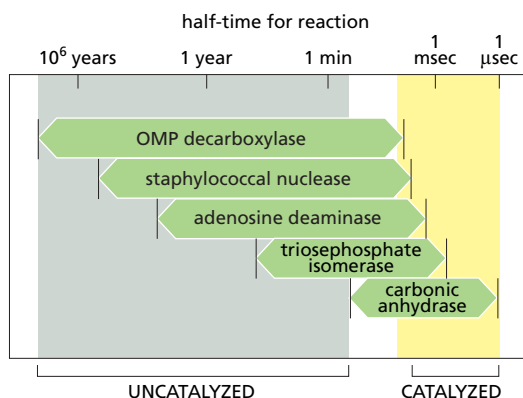 half-time for reaction
10⁶ years 1 year 1 min 1 msec 1 μsec
OMP decarboxylase
staphylococcal nuclease
adenosine deaminase
triosephosphate
isomerase
carbonic
anhydrase
UNCATALYZED CATALYZED